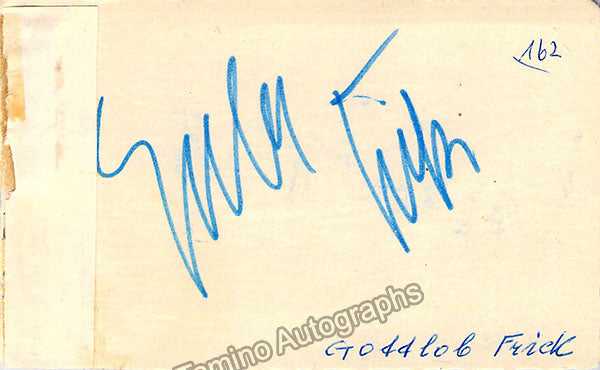 162
Gottlob Frick
Tamino Autographs